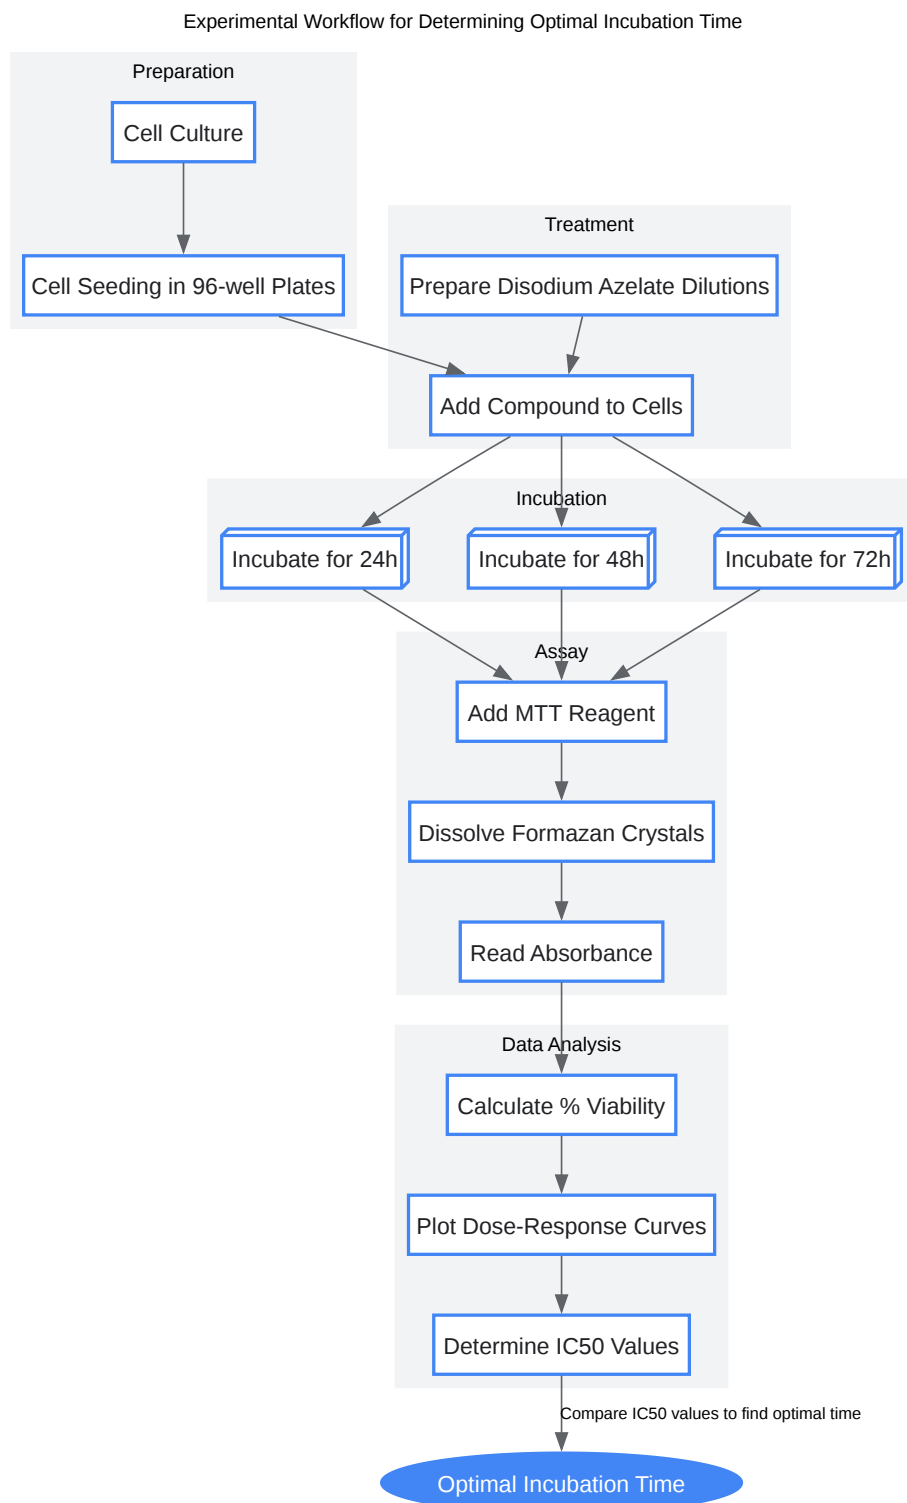 Experimental Workflow for Determining Optimal Incubation Time
Preparation
Cell Culture
Cell Seeding in 96-well Plates
Treatment
Prepare Disodium Azelate Dilutions
Add Compound to Cells
Incubation
Incubate for 24h
Incubate for 48h
Incubate for 72h
Assay
Add MTT Reagent
Dissolve Formazan Crystals
Read Absorbance
Data Analysis
Calculate % Viability
Plot Dose-Response Curves
Determine IC50 Values
Compare IC50 values to find optimal time
Optimal Incubation Time